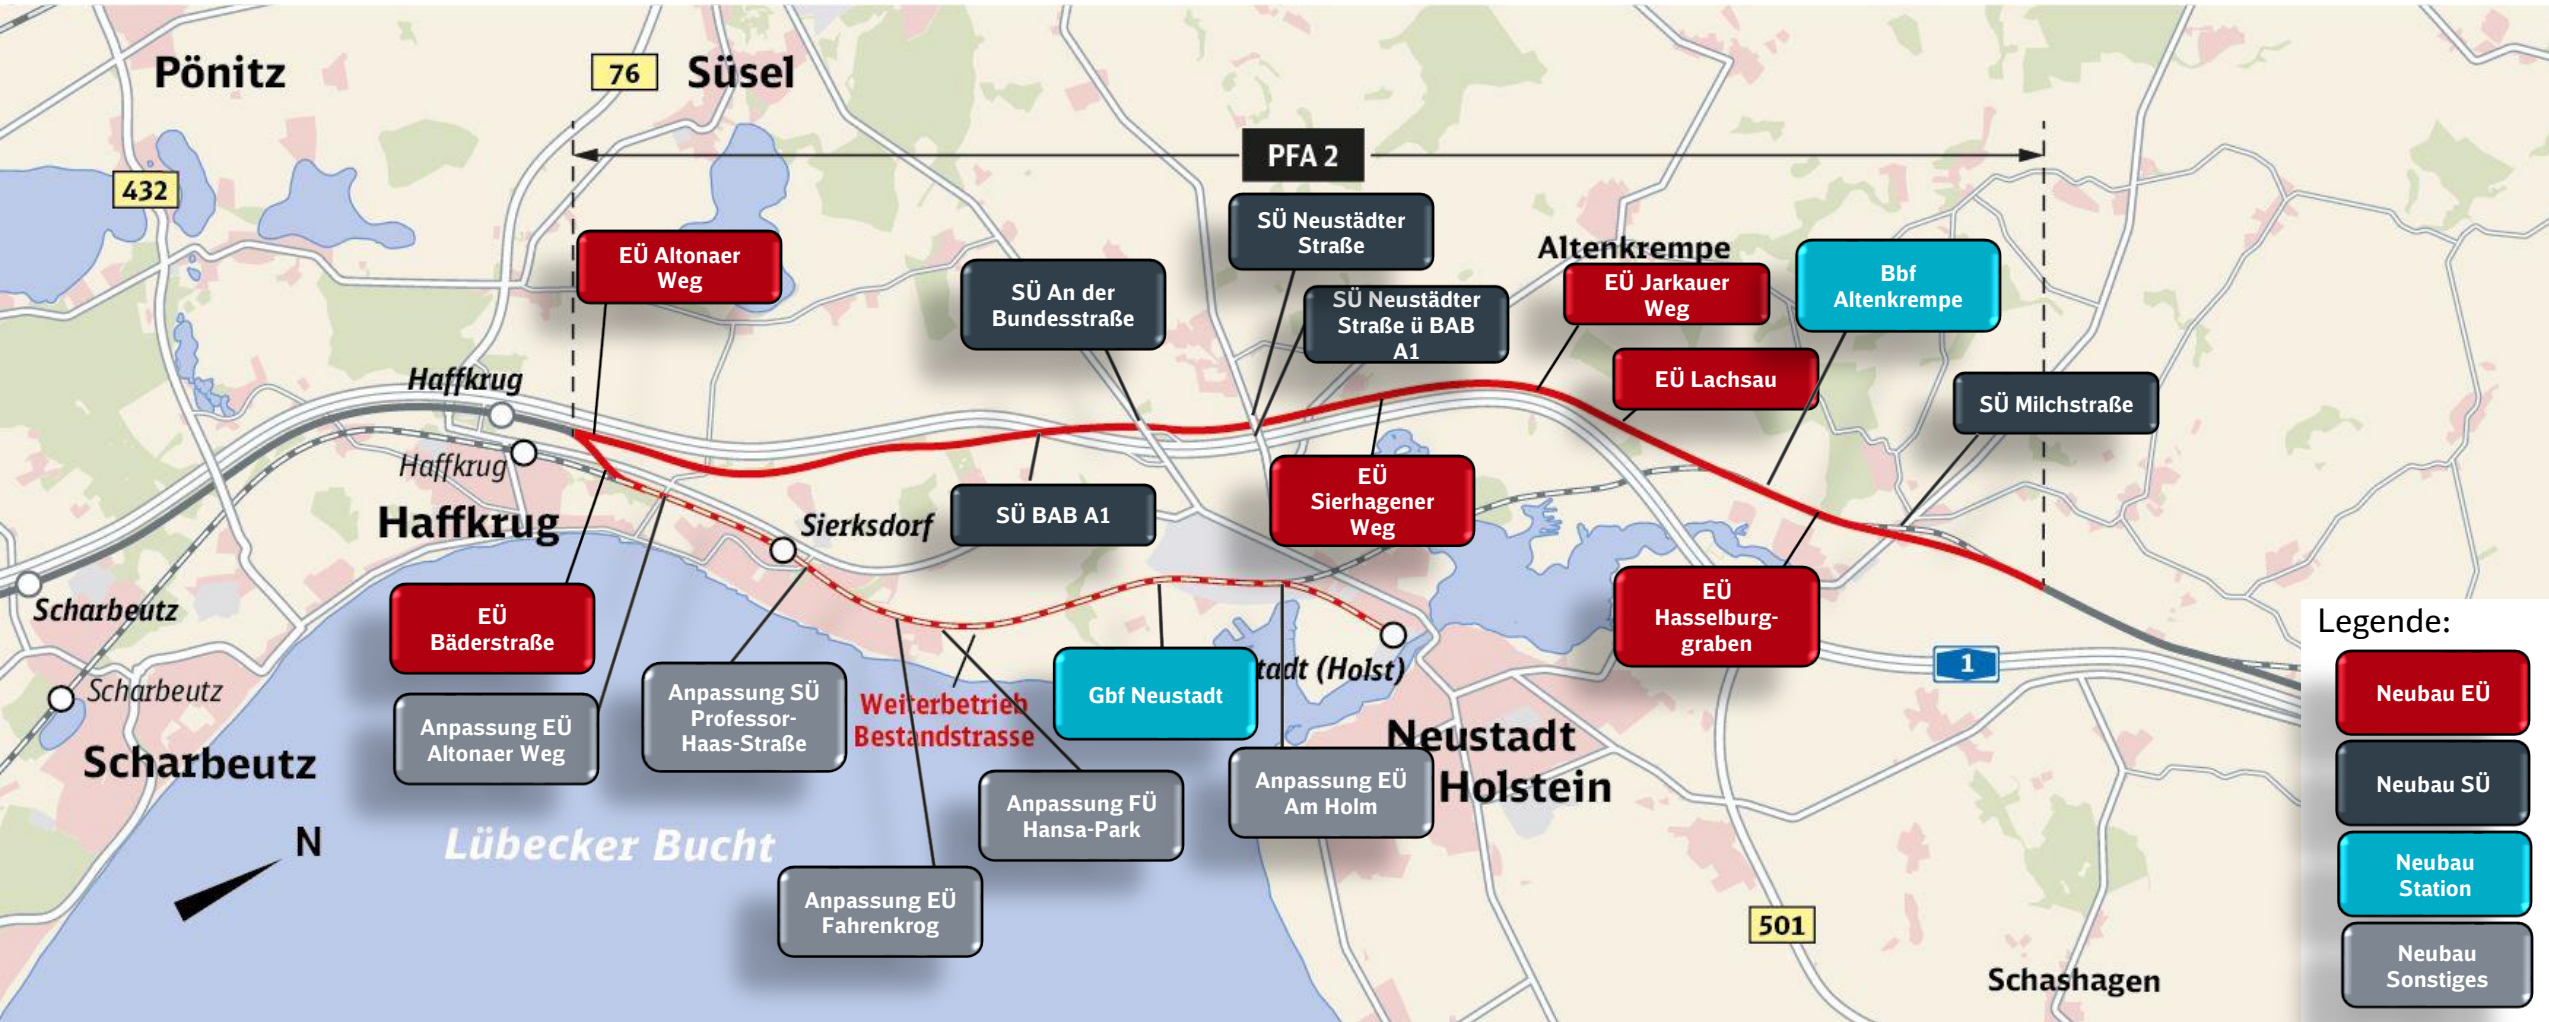 Pönitz
76
Süsel
PFA 2
432
SÜ Neustädter
Straße
EÜ Altonaer
Weg
Altenkrempe
SÜ An der
Bundesstraße
SÜ Neustädter
Straße ü BAB
A1
EÜ Jarkauer
Weg
Bbf
Altenkrempe
EÜ Lachsau
SÜ Milchstraße
Haffkrug
Haffkrug
Haffkrug
Sierksdorf
SÜ BAB A1
EÜ
Sierhagener
Weg
Scharbeutz
EÜ
Bäderstraße
EÜ
Hasselburg-
graben
Legende:
1
Neubau EÜ
Scharbeutz
Anpassung EÜ
Altonaer Weg
Anpassung SÜ
Professor-
Haas-Straße
Weiterbetrieb
Bestandstrasse
Gbf Neustadt
tadt (Holst)
Neustadt
Holstein
Scharbeutz
Neubau SÜ
Anpassung FÜ
Hansa-Park
Anpassung EÜ
Am Holm
N
Lübecker Bucht
Neubau
Station
Anpassung EÜ
Fahrenkrog
501
Neubau
Sonstiges
Schashagen